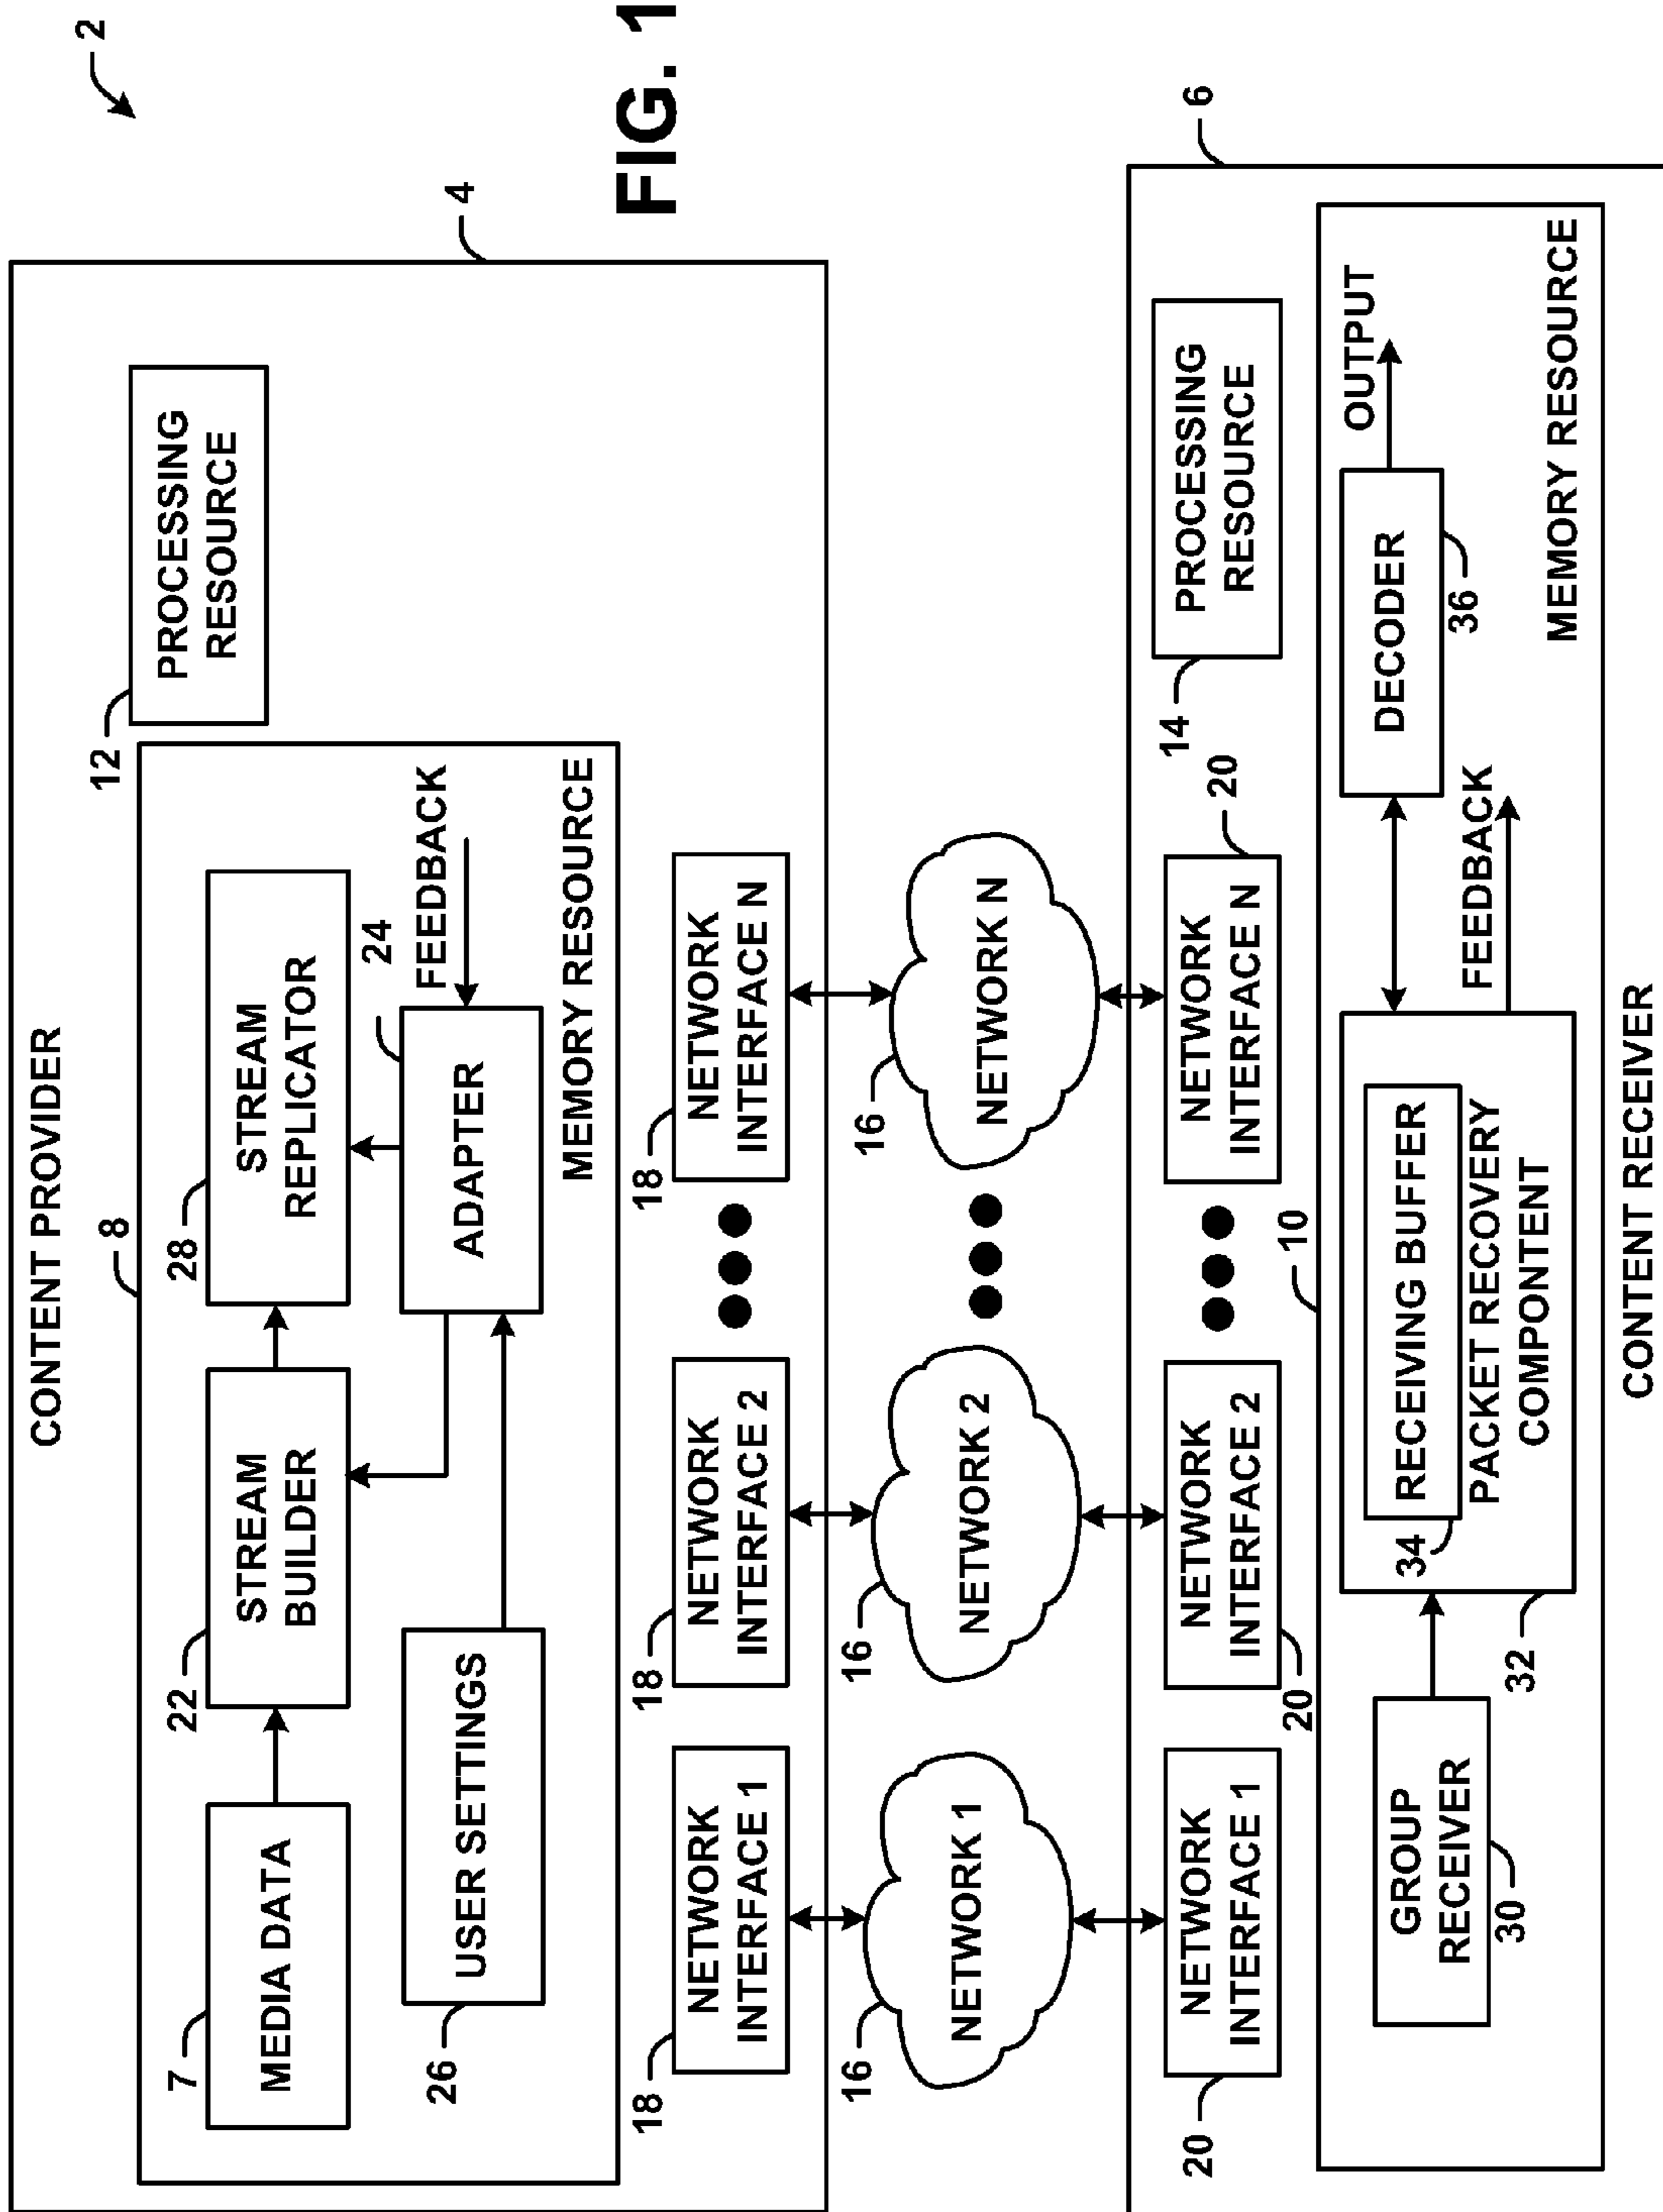 2
CONTENT PROVIDER
4
8
12
PROCESSING
RESOURCE
7
MEDIA DATA
22
STREAM
BUILDER
28
STREAM
REPLICATOR
26
USER SETTINGS
24
ADAPTER
FEEDBACK
MEMORY RESOURCE
18
NETWORK
INTERFACE 1
18
NETWORK
INTERFACE 2
18
NETWORK
INTERFACE N
FIG. 1
16
NETWORK 1
16
NETWORK 2
16
NETWORK N
6
20
NETWORK
INTERFACE 1
20
NETWORK
INTERFACE 2
20
NETWORK
INTERFACE N
14
PROCESSING
RESOURCE
10
30
GROUP
RECEIVER
32
34
RECEIVING BUFFER
PACKET RECOVERY
COMPONTENT
FEEDBACK
DECODER
36
OUTPUT
MEMORY RESOURCE
CONTENT RECEIVER